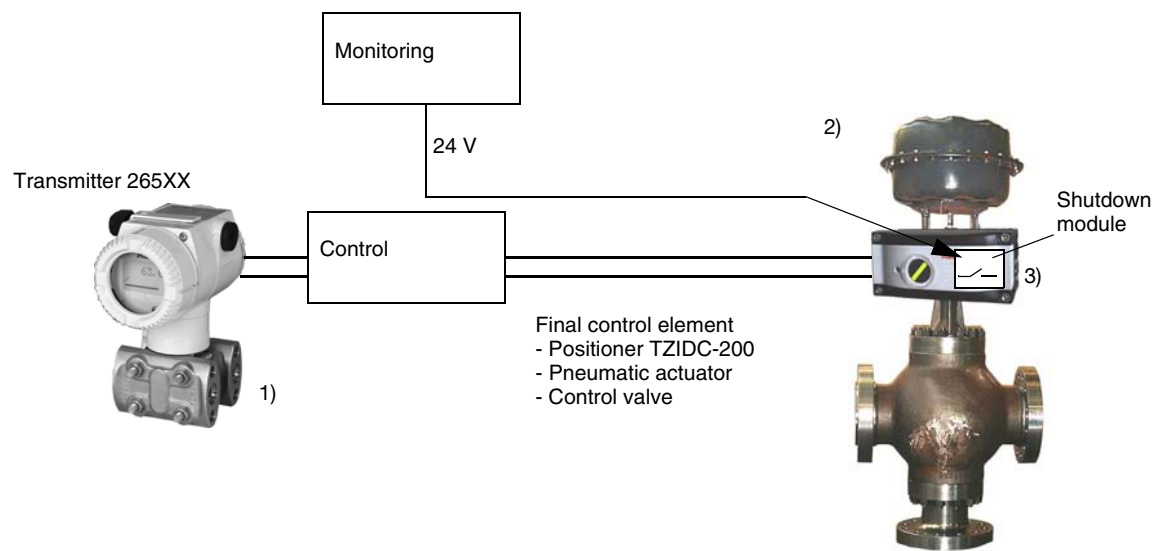 Monitoring
24 V
2)
Transmitter 265XX
Shutdown
module
Control
3)
Final control element
- Positioner TZIDC-200
- Pneumatic actuator
- Control valve
1)